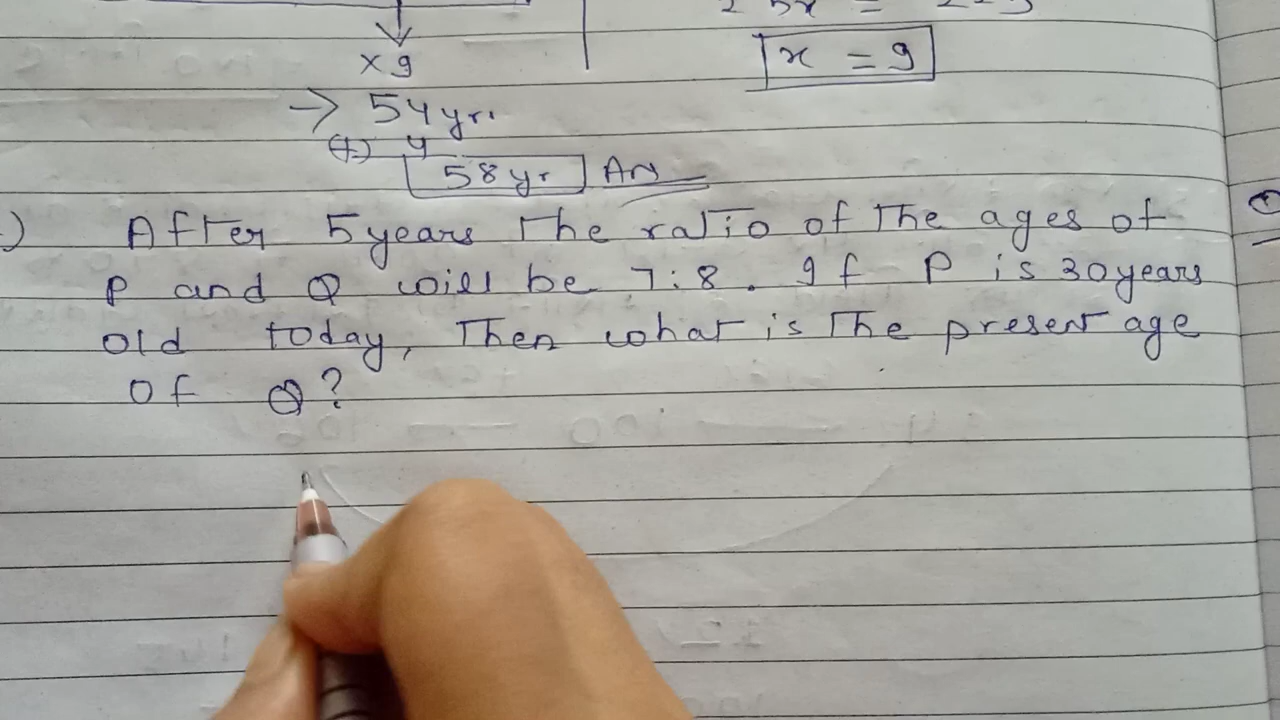 x = 9
x 9
→ 54 yr.
(+) 4
58 yr Ans
After 5 years the ratio of the ages of
P and Q will be 7:8. If P is 30 years
old today, then what is the present age
of Q?